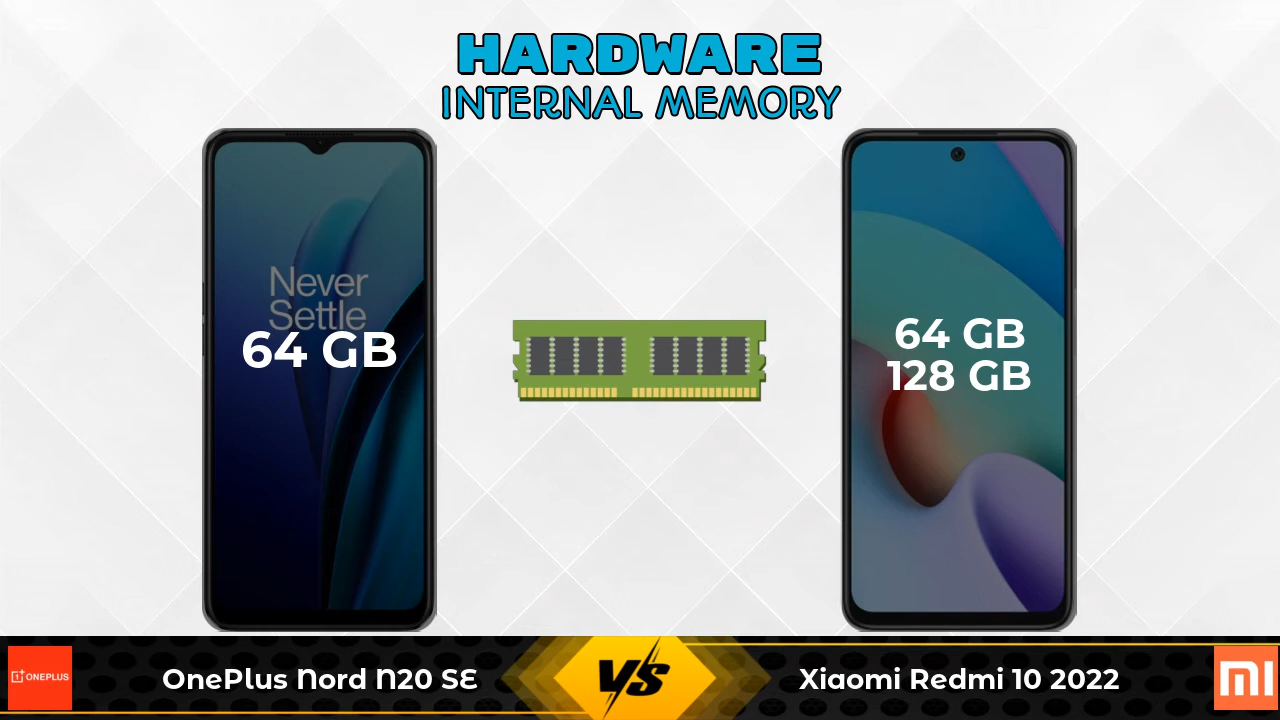 HARDWARE
INTERNAL MEMORY
Never
Settle
64 GB
64 GB
128 GB
ONEPLUS
OnePlus Nord N20 SE
VS
Xiaomi Redmi 10 2022
MI